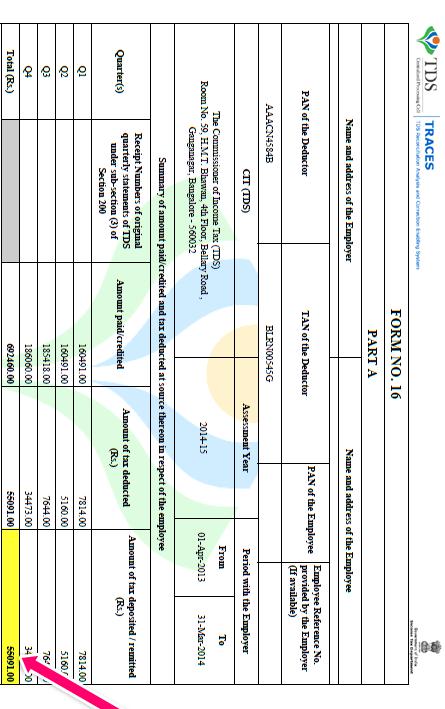 TDS
Centralized Processing Cell
TRACES
TDS Reconciliation Analysis and Correction Enabling System
Government of India
Income Tax Department
FORM NO. 16
PART A
Name and address of the Employer
Name and address of the Employee
PAN of the Deductor
TAN of the Deductor
PAN of the Employee
Employee Reference No. provided by the Employer (If available)
AAACN4584B
BLRN00545G
CIT (TDS)
Assessment Year
Period with the Employer
The Commissioner of Income Tax (TDS)
Room No. 59, H.M.T. Bhawan, 4th Floor, Bellary Road,
Ganganagar, Bangalore - 560032
2014-15
From
To
01-Apr-2013
31-Mar-2014
Summary of amount paid/credited and tax deducted at source thereon in respect of the employee
Quarter(s)
Receipt Numbers of original
quarterly statements of TDS
under sub-section (3) of
Section 200
Amount paid/credited
Amount of tax deducted
(Rs.)
Amount of tax deposited / remitted
(Rs.)
Q1 160491.00 7814.00 7814.00
Q2 160491.00 5160.00 5160.
Q3 185418.00 7644.00 764
Q4 186060.00 34473.00 34
Total (Rs.) 692460.00 55091.00 55091.00